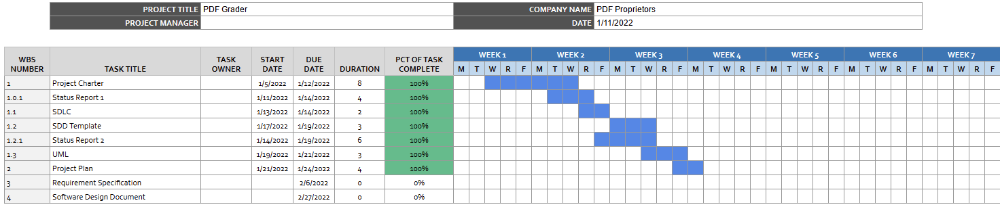 PROJECT TITLE PDF Grader COMPANY NAME PDF Proprietors
PROJECT MANAGER DATE 1/11/2022
WBS NUMBER TASK TITLE TASK OWNER START DATE DUE DATE DURATION PCT OF TASK COMPLETE WEEK 1 WEEK 2 WEEK 3 WEEK 4 WEEK 5 WEEK 6 WEEK 7
M T W R F M T W R F M T W R F M T W R F M T W R F M T W R F M T W R F
1 Project Charter 1/5/2022 1/12/2022 8 100%
1.0.1 Status Report 1 1/11/2022 1/14/2022 4 100%
1.1 SDLC 1/13/2022 1/14/2022 2 100%
1.2 SDD Template 1/17/2022 1/19/2022 3 100%
1.2.1 Status Report 2 1/14/2022 1/19/2022 6 100%
1.3 UML 1/19/2022 1/21/2022 3 100%
2 Project Plan 1/21/2022 1/24/2022 4 100%
3 Requirement Specification 2/6/2022 0 0%
4 Software Design Document 2/27/2022 0 0%